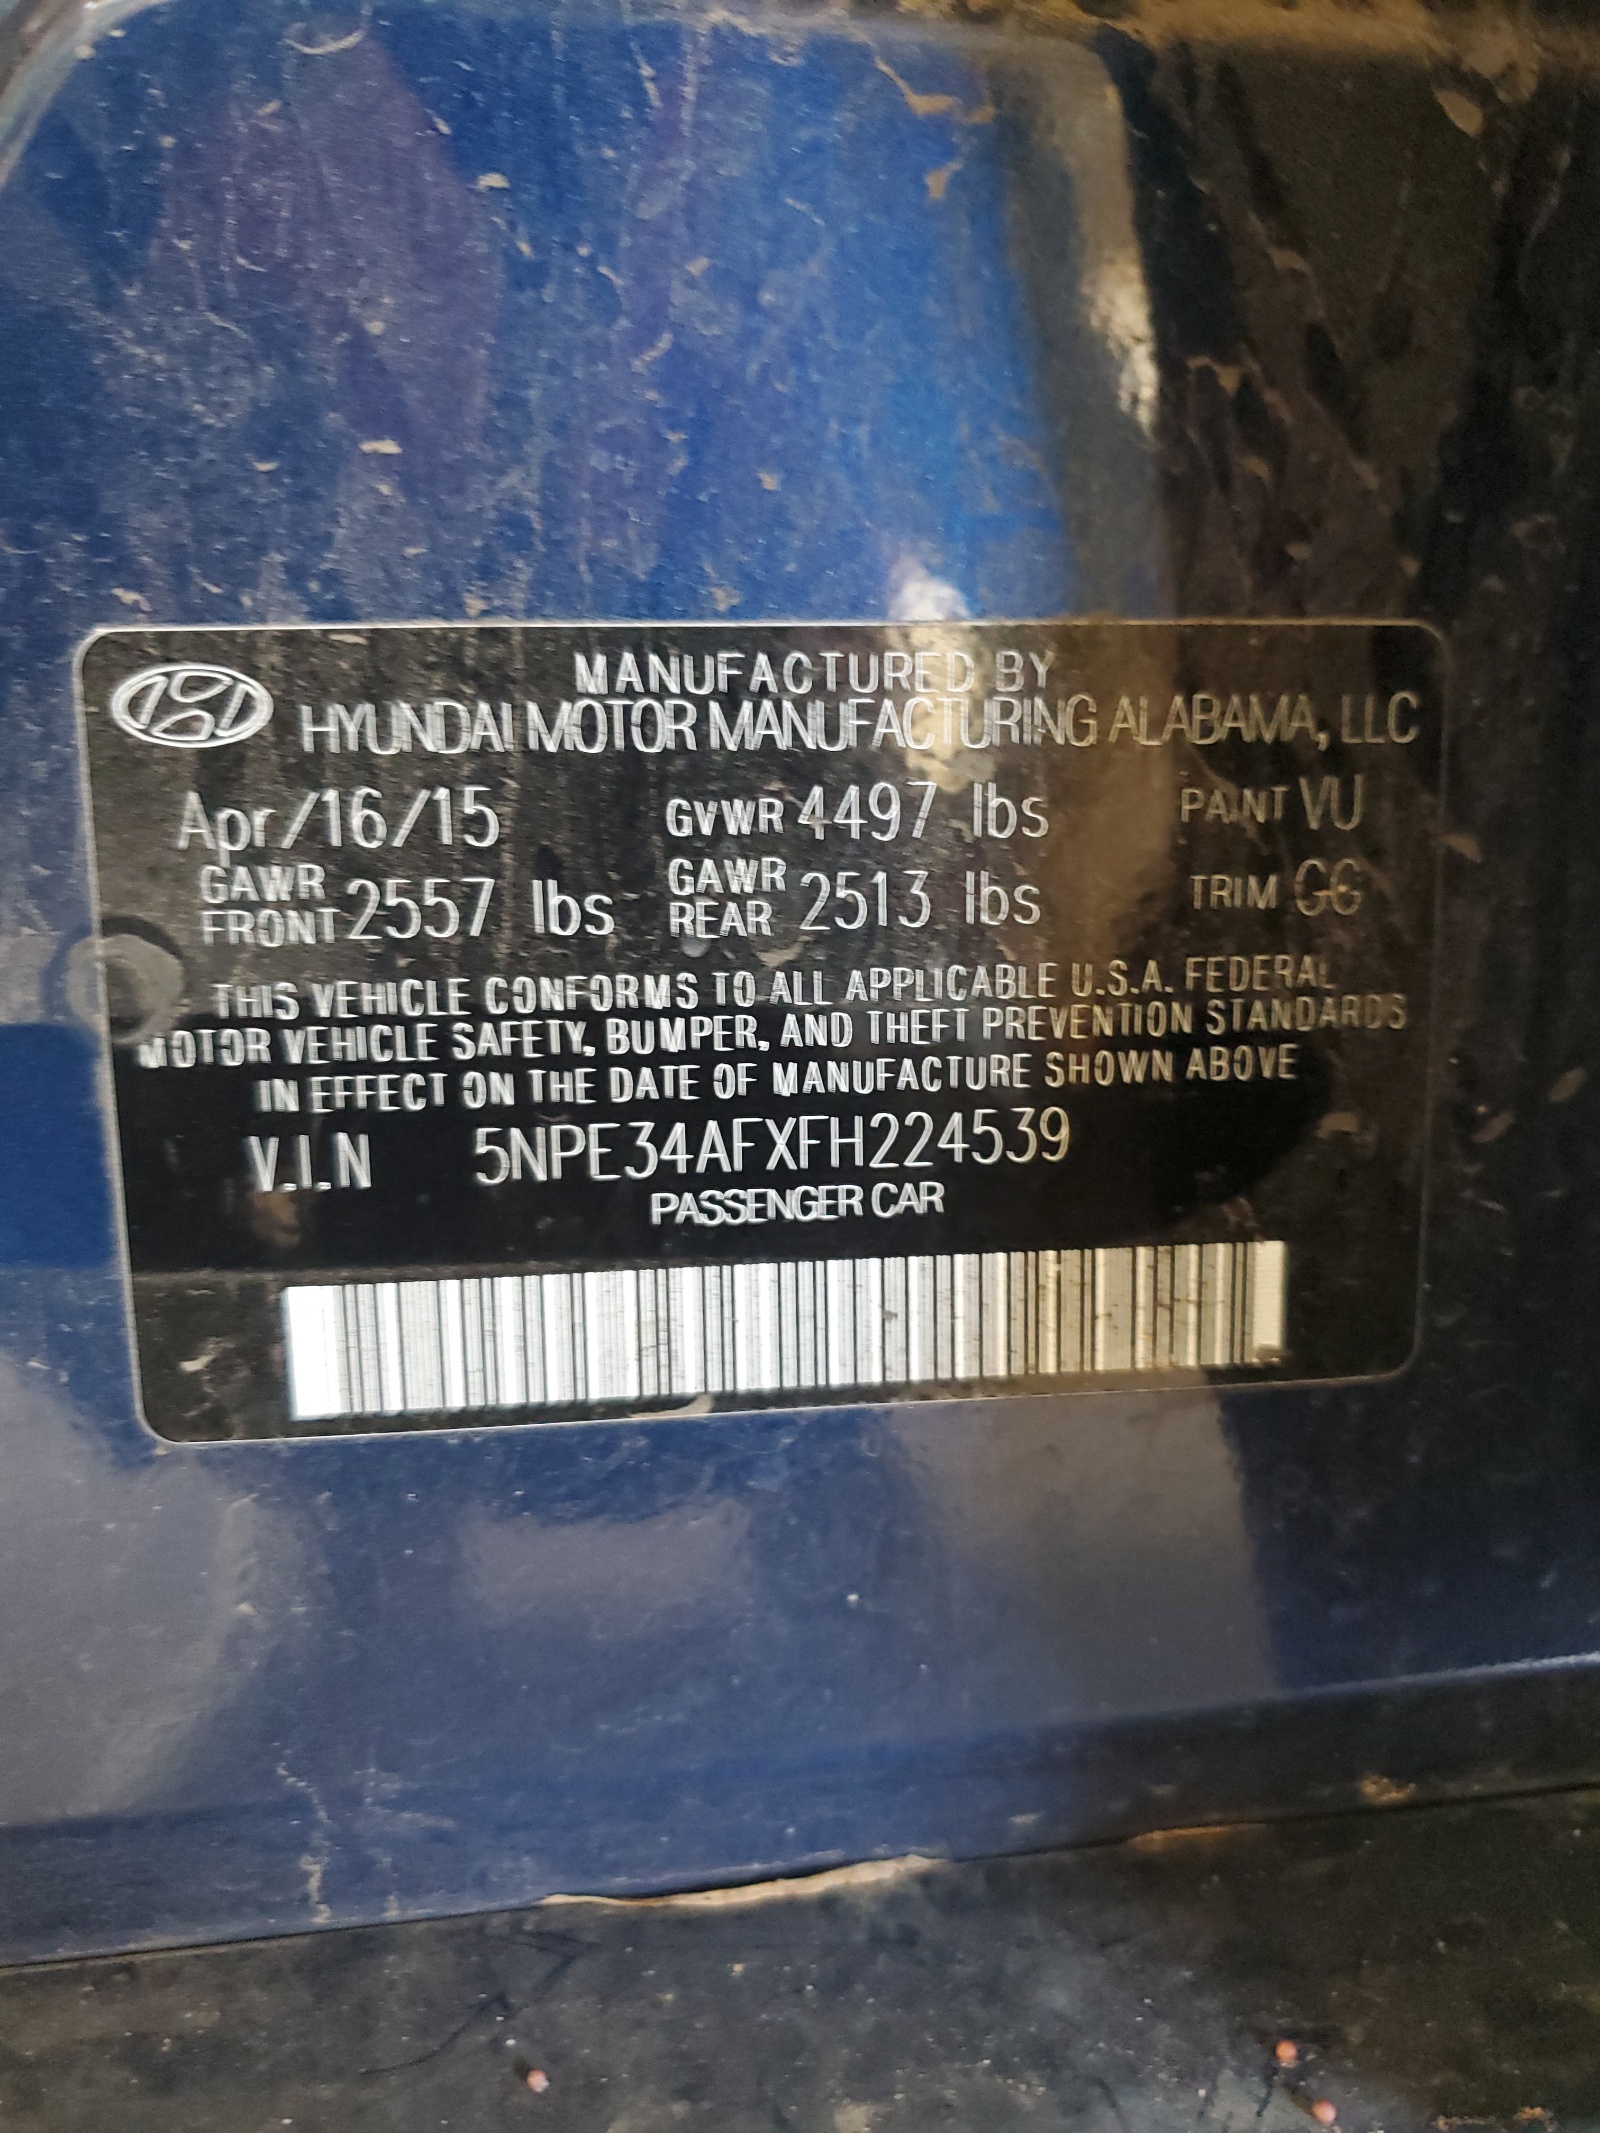 MANUFACTURED BY
HYUNDAI MOTOR MANUFACTURING ALABAMA, LLC
Apr/16/15 GVWR 4497 lbs PAINT VU
GAWR FRONT 2557 lbs GAWR REAR 2513 lbs TRIM GG
THIS VEHICLE CONFORMS TO ALL APPLICABLE U.S.A. FEDERAL
MOTOR VEHICLE SAFETY, BUMPER, AND THEFT PREVENTION STANDARDS
IN EFFECT ON THE DATE OF MANUFACTURE SHOWN ABOVE
V.I.N 5NPE34AFXFH224539
PASSENGER CAR